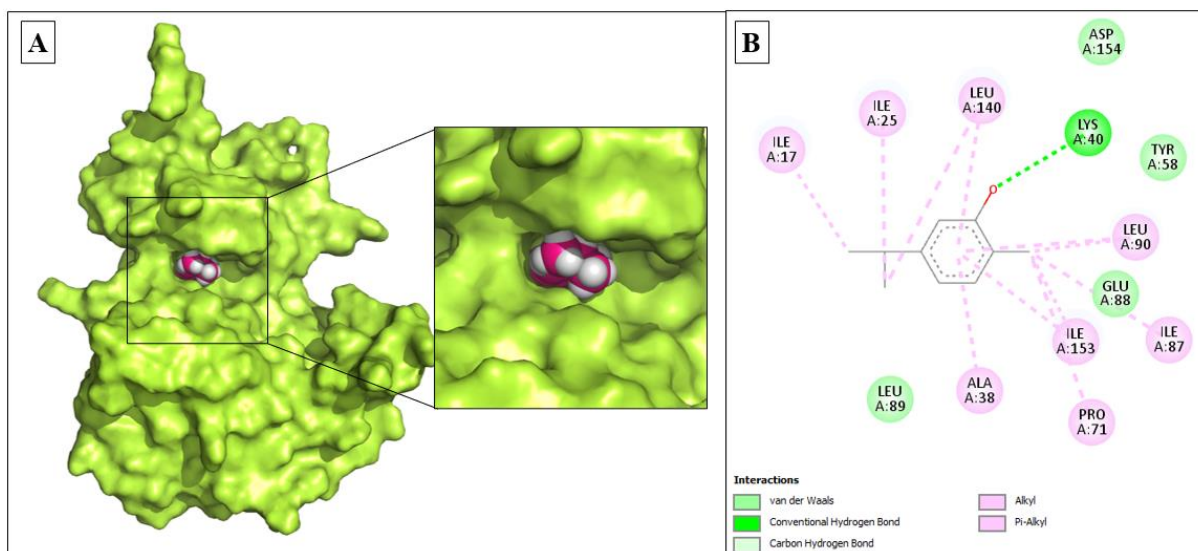 A
B
ASP
A:154
ILE
A:25
LEU
A:140
LYS
A:40
ILE
A:17
TYR
A:58
O
LEU
A:90
GLU
A:88
ILE
A:153
ILE
A:87
LEU
A:89
ALA
A:38
PRO
A:71
Interactions
van der Waals
Conventional Hydrogen Bond
Carbon Hydrogen Bond
Alkyl
Pi-Alkyl